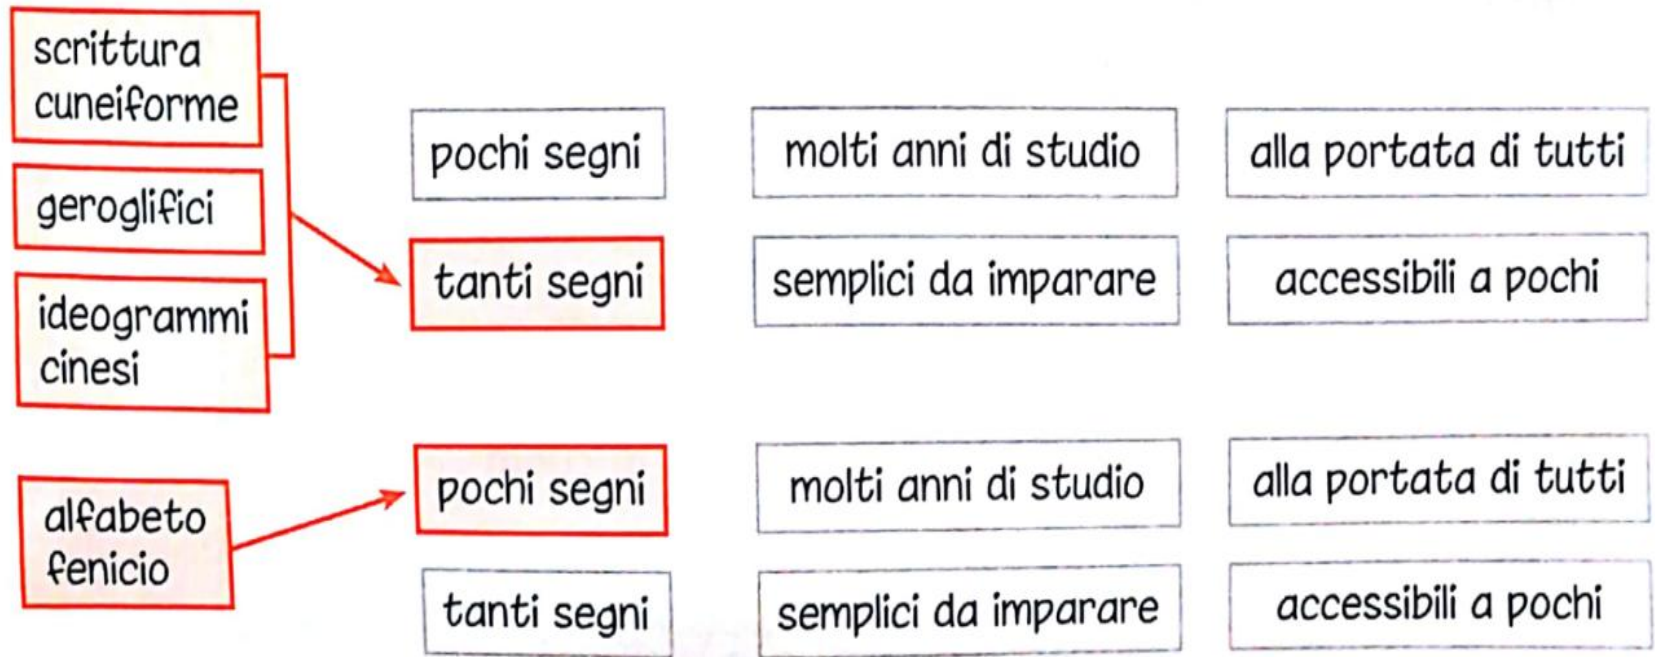 scrittura
cuneiforme
geroglifici
ideogrammi
cinesi
pochi segni
molti anni di studio
alla portata di tutti
tanti segni
semplici da imparare
accessibili a pochi
alfabeto
fenicio
pochi segni
molti anni di studio
alla portata di tutti
tanti segni
semplici da imparare
accessibili a pochi